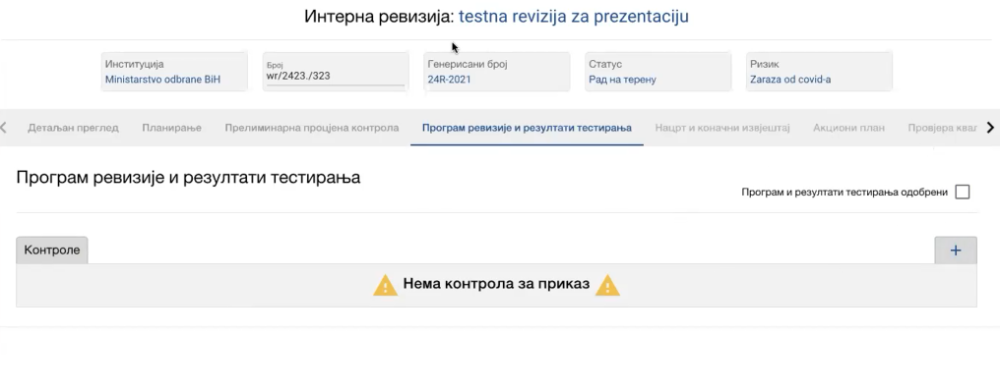 Интерна ревизија: testna revizija za prezentaciju
Институција
Ministarstvo odbrane BiH
Број
wr/2423./323
Генерисани број
24R-2021
Статус
Рад на терену
Ризик
Zaraza od covid-a
Детаљан преглед
Планирање
Прелиминарна процјена контрола
Програм ревизије и резултати тестирања
Нацрт и коначни извјештај
Акциони план
Провјера квал
Програм ревизије и резултати тестирања
Програм и резултати тестирања одобрени
Контроле
+
Нема контрола за приказ